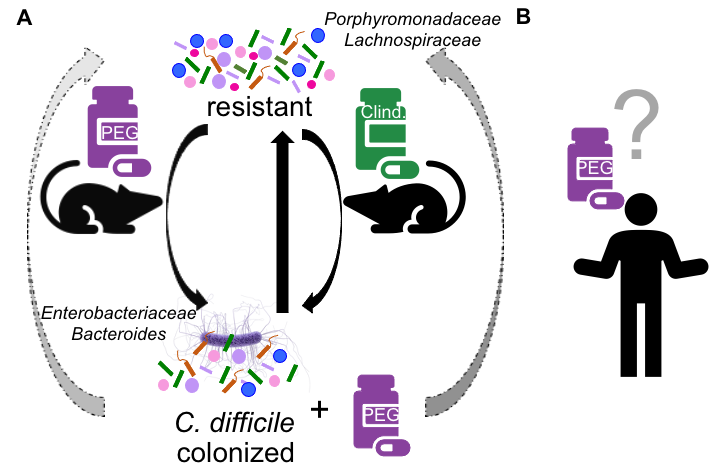 A
Porphyromonadaceae
Lachnospiraceae
B
resistant
PEG
Clind.
PEG
?
Enterobacteriaceae
Bacteroides
C. difficile
colonized
+
PEG